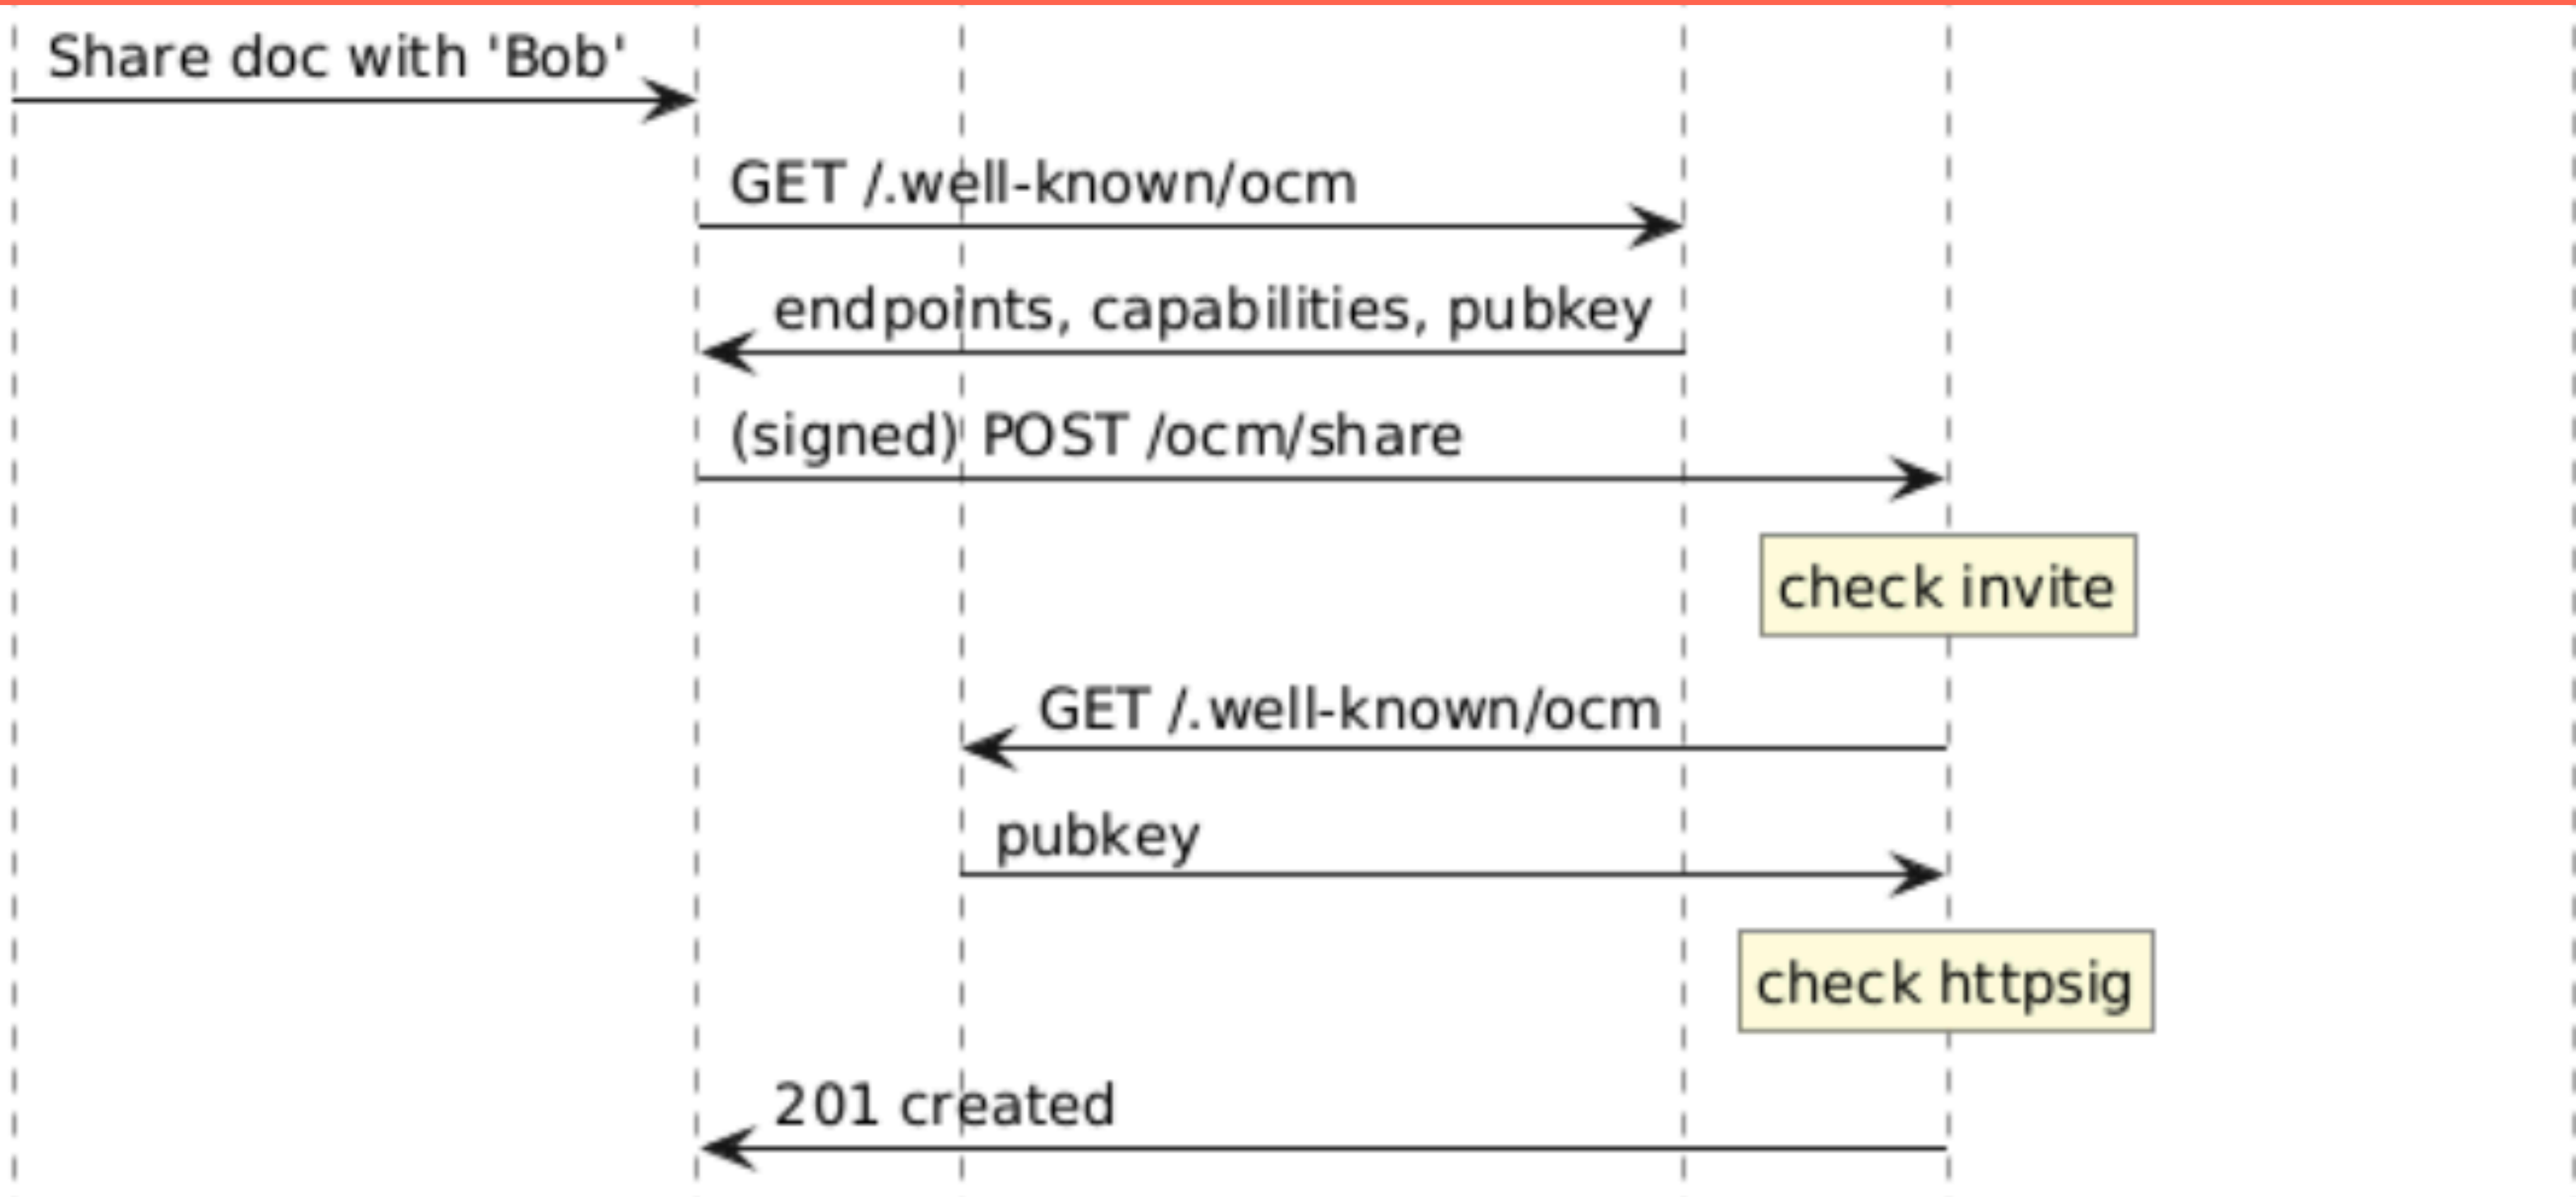 Share doc with 'Bob'
GET /.well-known/ocm
endpoints, capabilities, pubkey
(signed) POST /ocm/share
check invite
GET /.well-known/ocm
pubkey
check httpsig
201 created